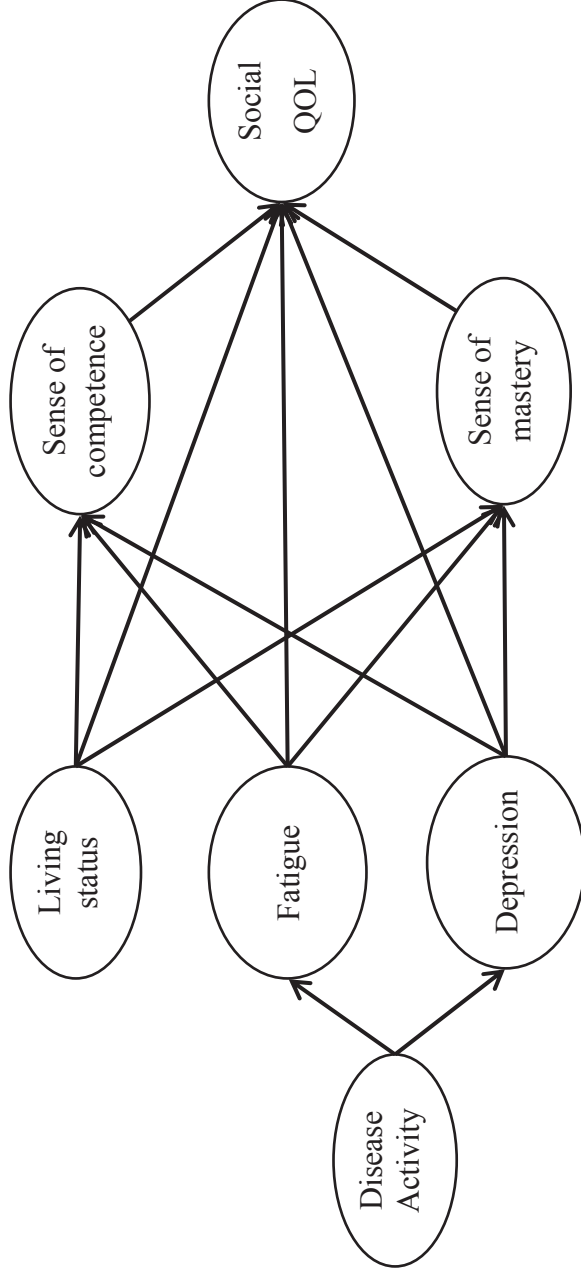 Living
status
Fatigue
Depression
Disease
Activity
Sense of
competence
Sense of
mastery
Social
QOL